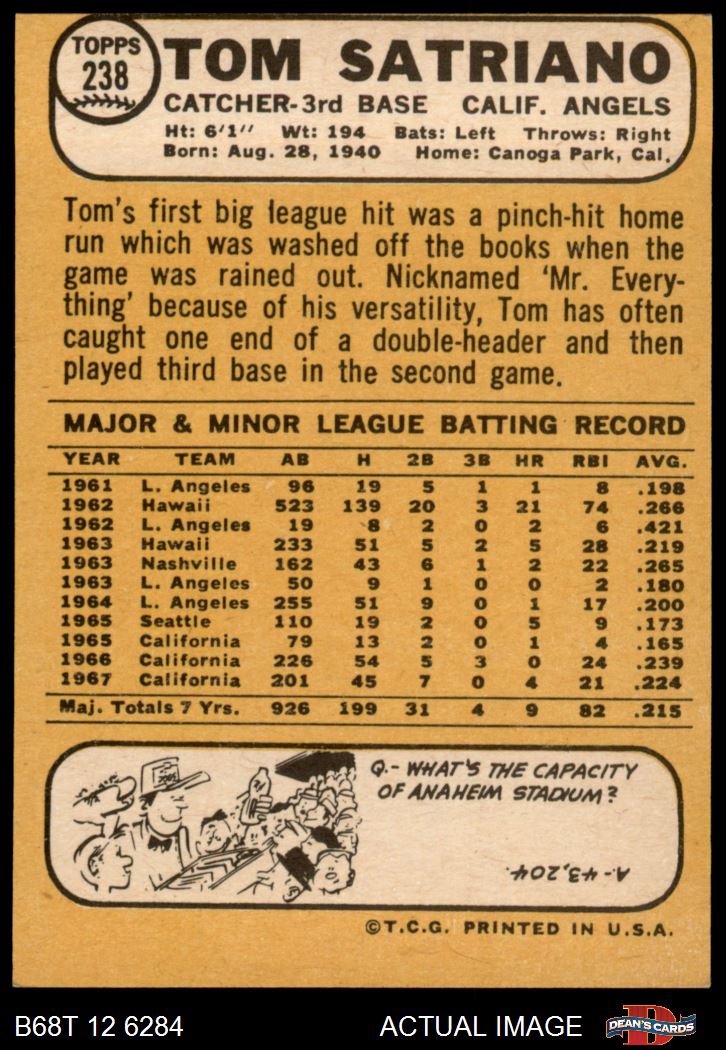 TOPPS
238
TOM SATRIANO
CATCHER-3rd BASE CALIF. ANGELS
Ht: 6'1" Wt: 194 Bats: Left Throws: Right
Born: Aug. 28, 1940 Home: Canoga Park, Cal.
Tom's first big league hit was a pinch-hit home
run which was washed off the books when the
game was rained out. Nicknamed 'Mr. Every-
thing' because of his versatility, Tom has often
caught one end of a double-header and then
played third base in the second game.
MAJOR & MINOR LEAGUE BATTING RECORD
YEAR TEAM AB H 2B 3B HR RBI AVG.
1961 L. Angeles 96 19 5 1 1 8 .198
1962 Hawaii 523 139 20 3 21 74 .266
1962 L. Angeles 19 8 2 0 2 6 .421
1963 Hawaii 233 51 5 2 5 28 .219
1963 Nashville 162 43 6 1 2 22 .265
1963 L. Angeles 50 9 1 0 0 2 .180
1964 L. Angeles 255 51 9 0 1 17 .200
1965 Seattle 110 19 2 0 5 9 .173
1965 California 79 13 2 0 1 4 .165
1966 California 226 54 5 3 0 24 .239
1967 California 201 45 7 0 4 21 .224
Maj. Totals 7 Yrs. 926 199 31 4 9 82 .215
Q.- WHAT'S THE CAPACITY
OF ANAHEIM STADIUM?
A.-43,204.
©T.C.G. PRINTED IN U.S.A.
B68T 12 6284 ACTUAL IMAGE
DEAN'S CARDS